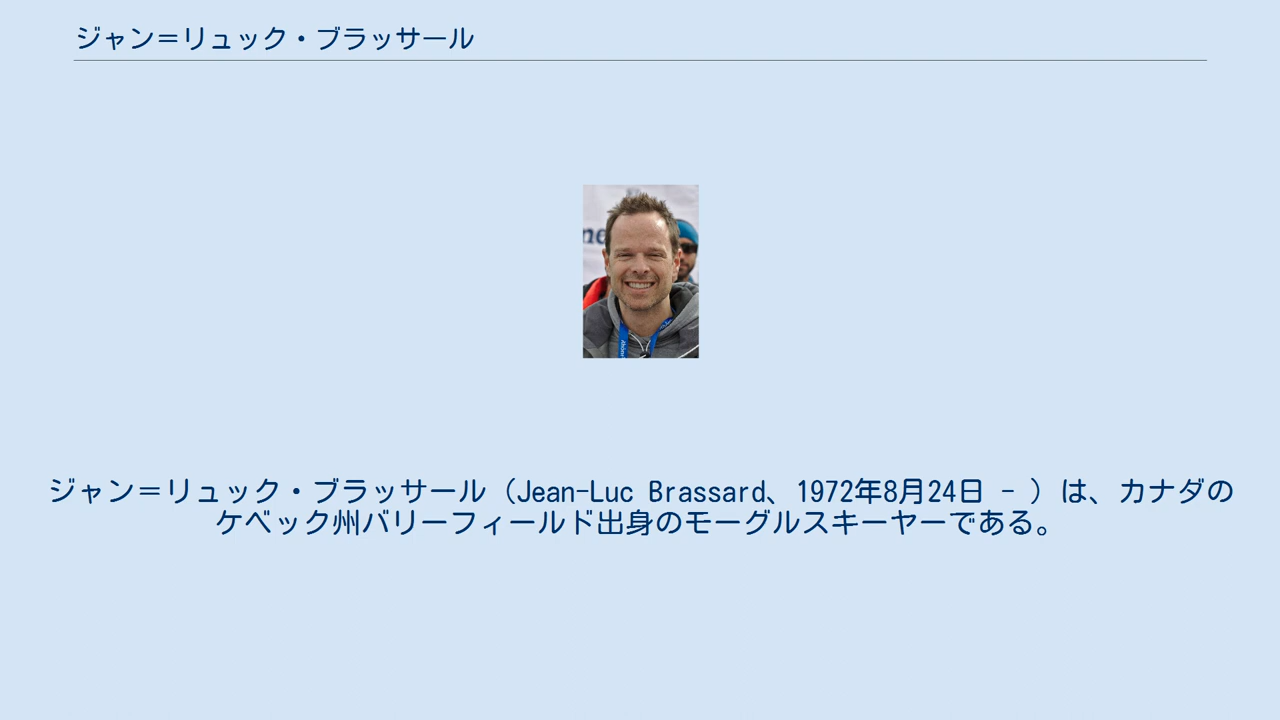 ジャン＝リュック・ブラッサール
ne
ジャン＝リュック・ブラッサール（Jean-Luc Brassard、1972年8月24日 - ）は、カナダの
ケベック州バリーフィールド出身のモーグルスキーヤーである。